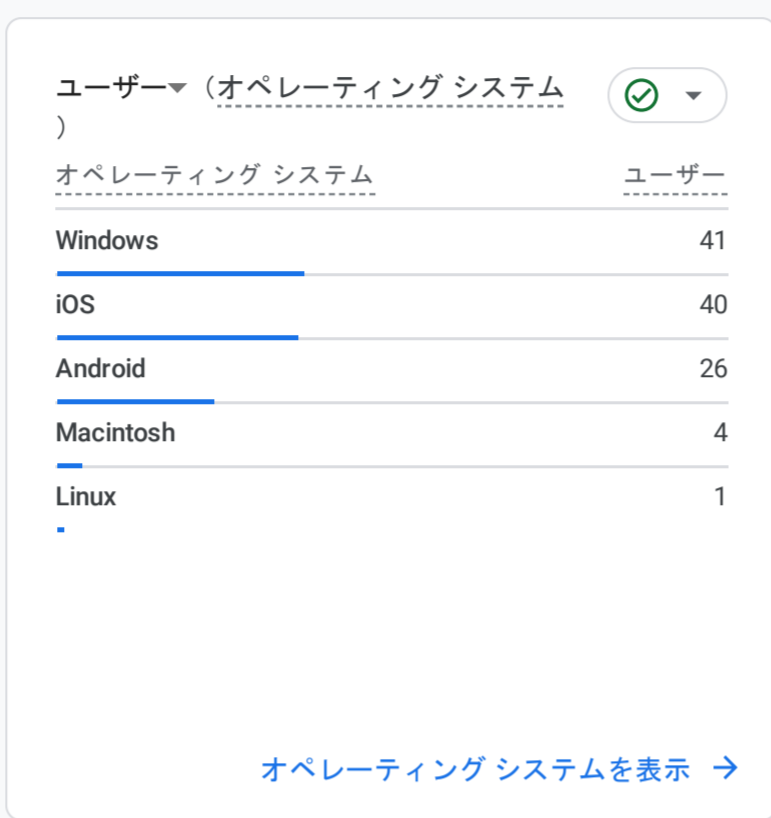 ユーザー（オペレーティング システム
）
オペレーティング システム ユーザー
Windows 41
iOS 40
Android 26
Macintosh 4
Linux 1
オペレーティング システムを表示 →